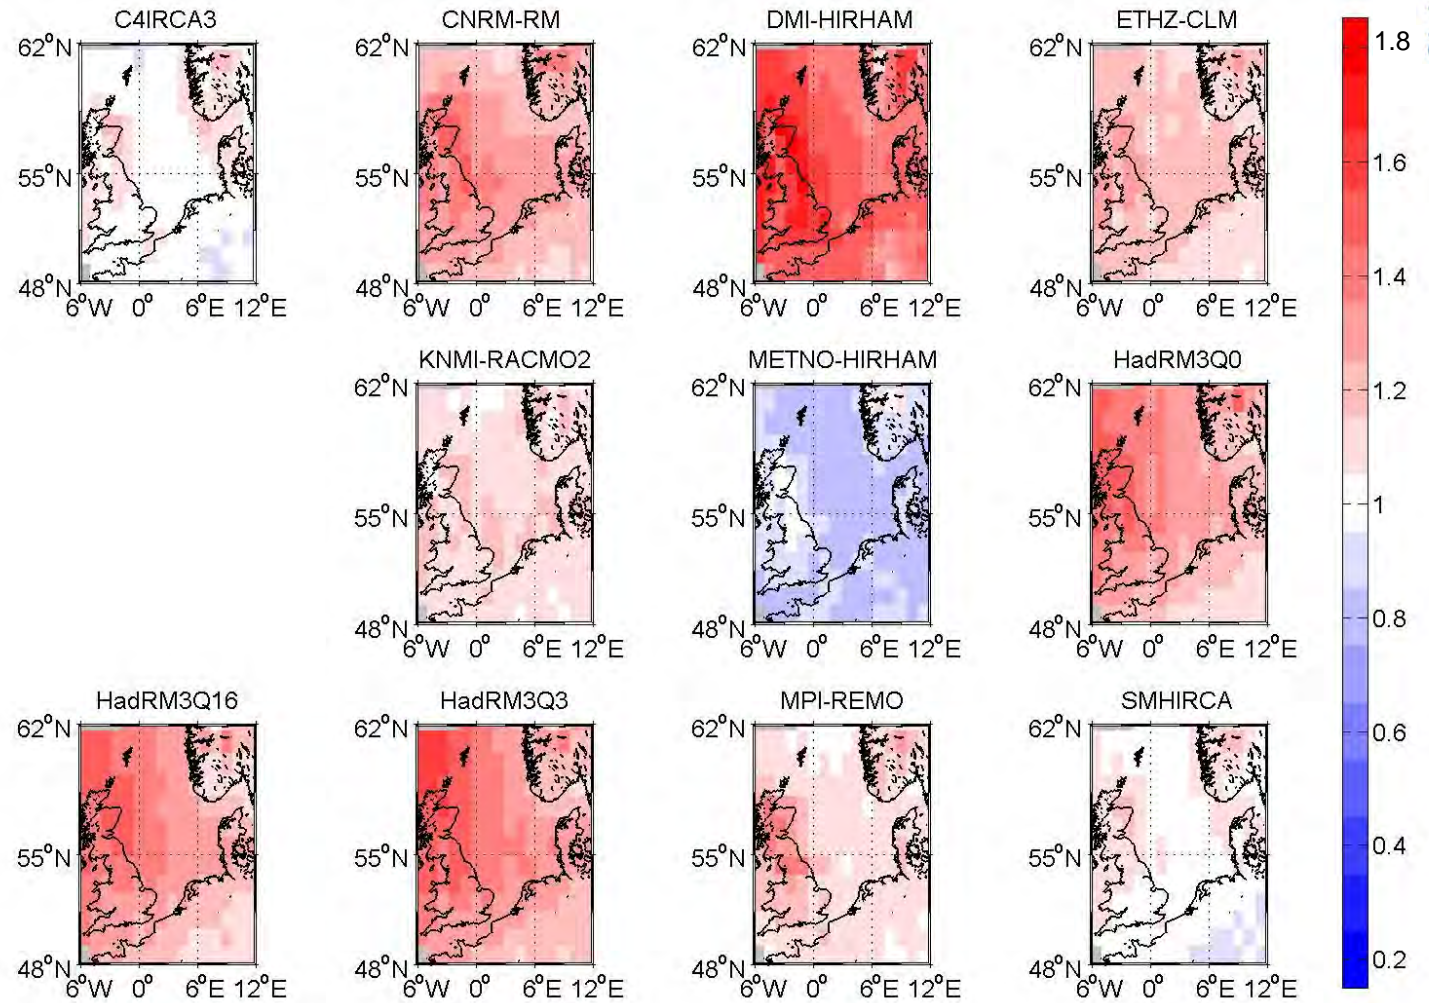 C4IRCA3 CNRM-RM DMI-HIRHAM ETHZ-CLM
62°N 62°N 62°N 62°N 1.8
1.6
55°N 55°N 55°N 55°N
1.4
48°N 48°N 48°N 48°N
6°W 0° 6°E 12°E 6°W 0° 6°E 12°E 6°W 0° 6°E 12°E 6°W 0° 6°E 12°E
KNMI-RACMO2 METNO-HIRHAM HadRM3Q0
62°N 62°N 62°N 1.2
1
55°N 55°N 55°N
0.8
48°N 48°N 48°N
6°W 0° 6°E 12°E 6°W 0° 6°E 12°E 6°W 0° 6°E 12°E
HadRM3Q16 HadRM3Q3 MPI-REMO SMHIRCA
62°N 62°N 62°N 62°N 0.6
55°N 55°N 55°N 55°N 0.4
48°N 48°N 48°N 48°N 0.2
6°W 0° 6°E 12°E 6°W 0° 6°E 12°E 6°W 0° 6°E 12°E 6°W 0° 6°E 12°E